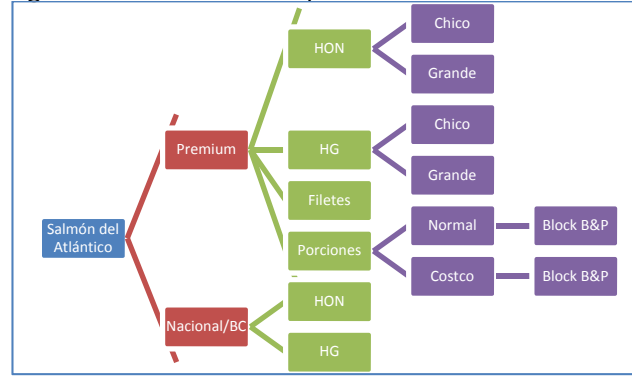 Chico
HON
Grande
Chico
Premium
HG
Grande
Filetes
Salmón del
Atlántico
Normal
Block B&P
Porciones
Costco
Block B&P
HON
Nacional/BC
HG